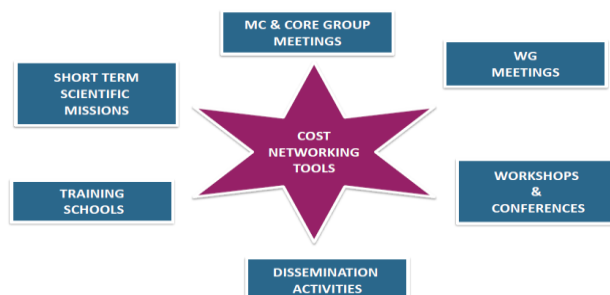 MC & CORE GROUP
MEETINGS
WG
MEETINGS
SHORT TERM
SCIENTIFIC
MISSIONS
COST
NETWORKING
TOOLS
TRAINING
SCHOOLS
WORKSHOPS
&
CONFERENCES
DISSEMINATION
ACTIVITIES